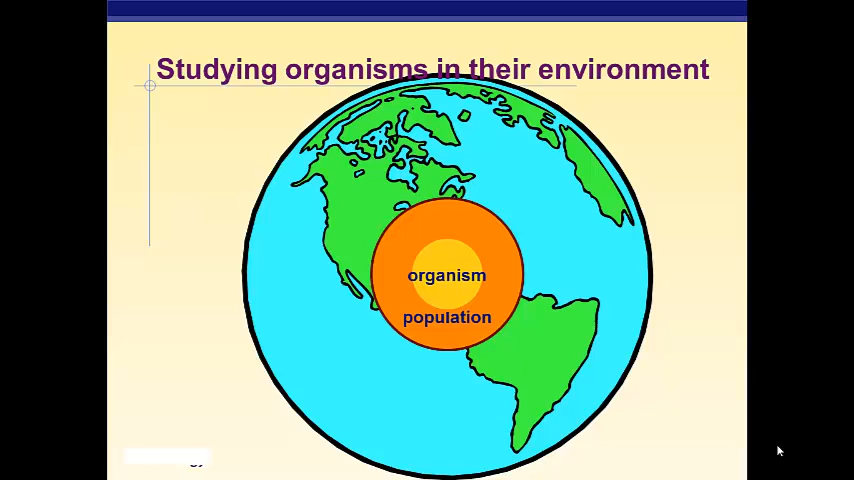 Studying organisms in their environment
organism
population